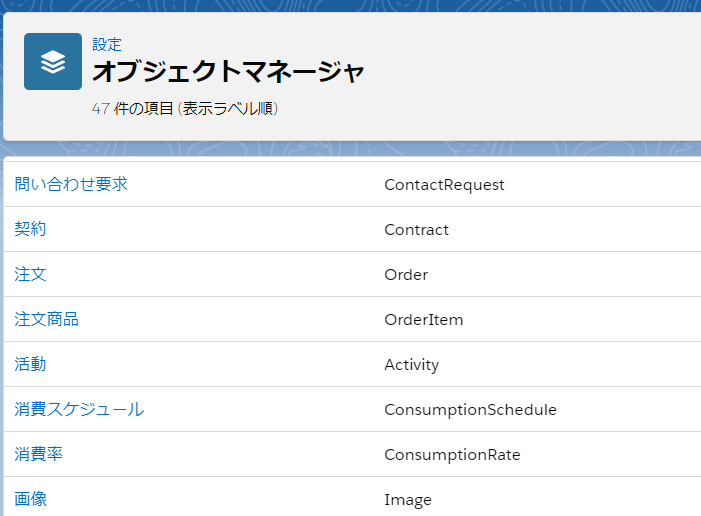 設定
オブジェクトマネージャ
47 件の項目 (表示ラベル順)
問い合わせ要求 ContactRequest
契約 Contract
注文 Order
注文商品 OrderItem
活動 Activity
消費スケジュール ConsumptionSchedule
消費率 ConsumptionRate
画像 Image